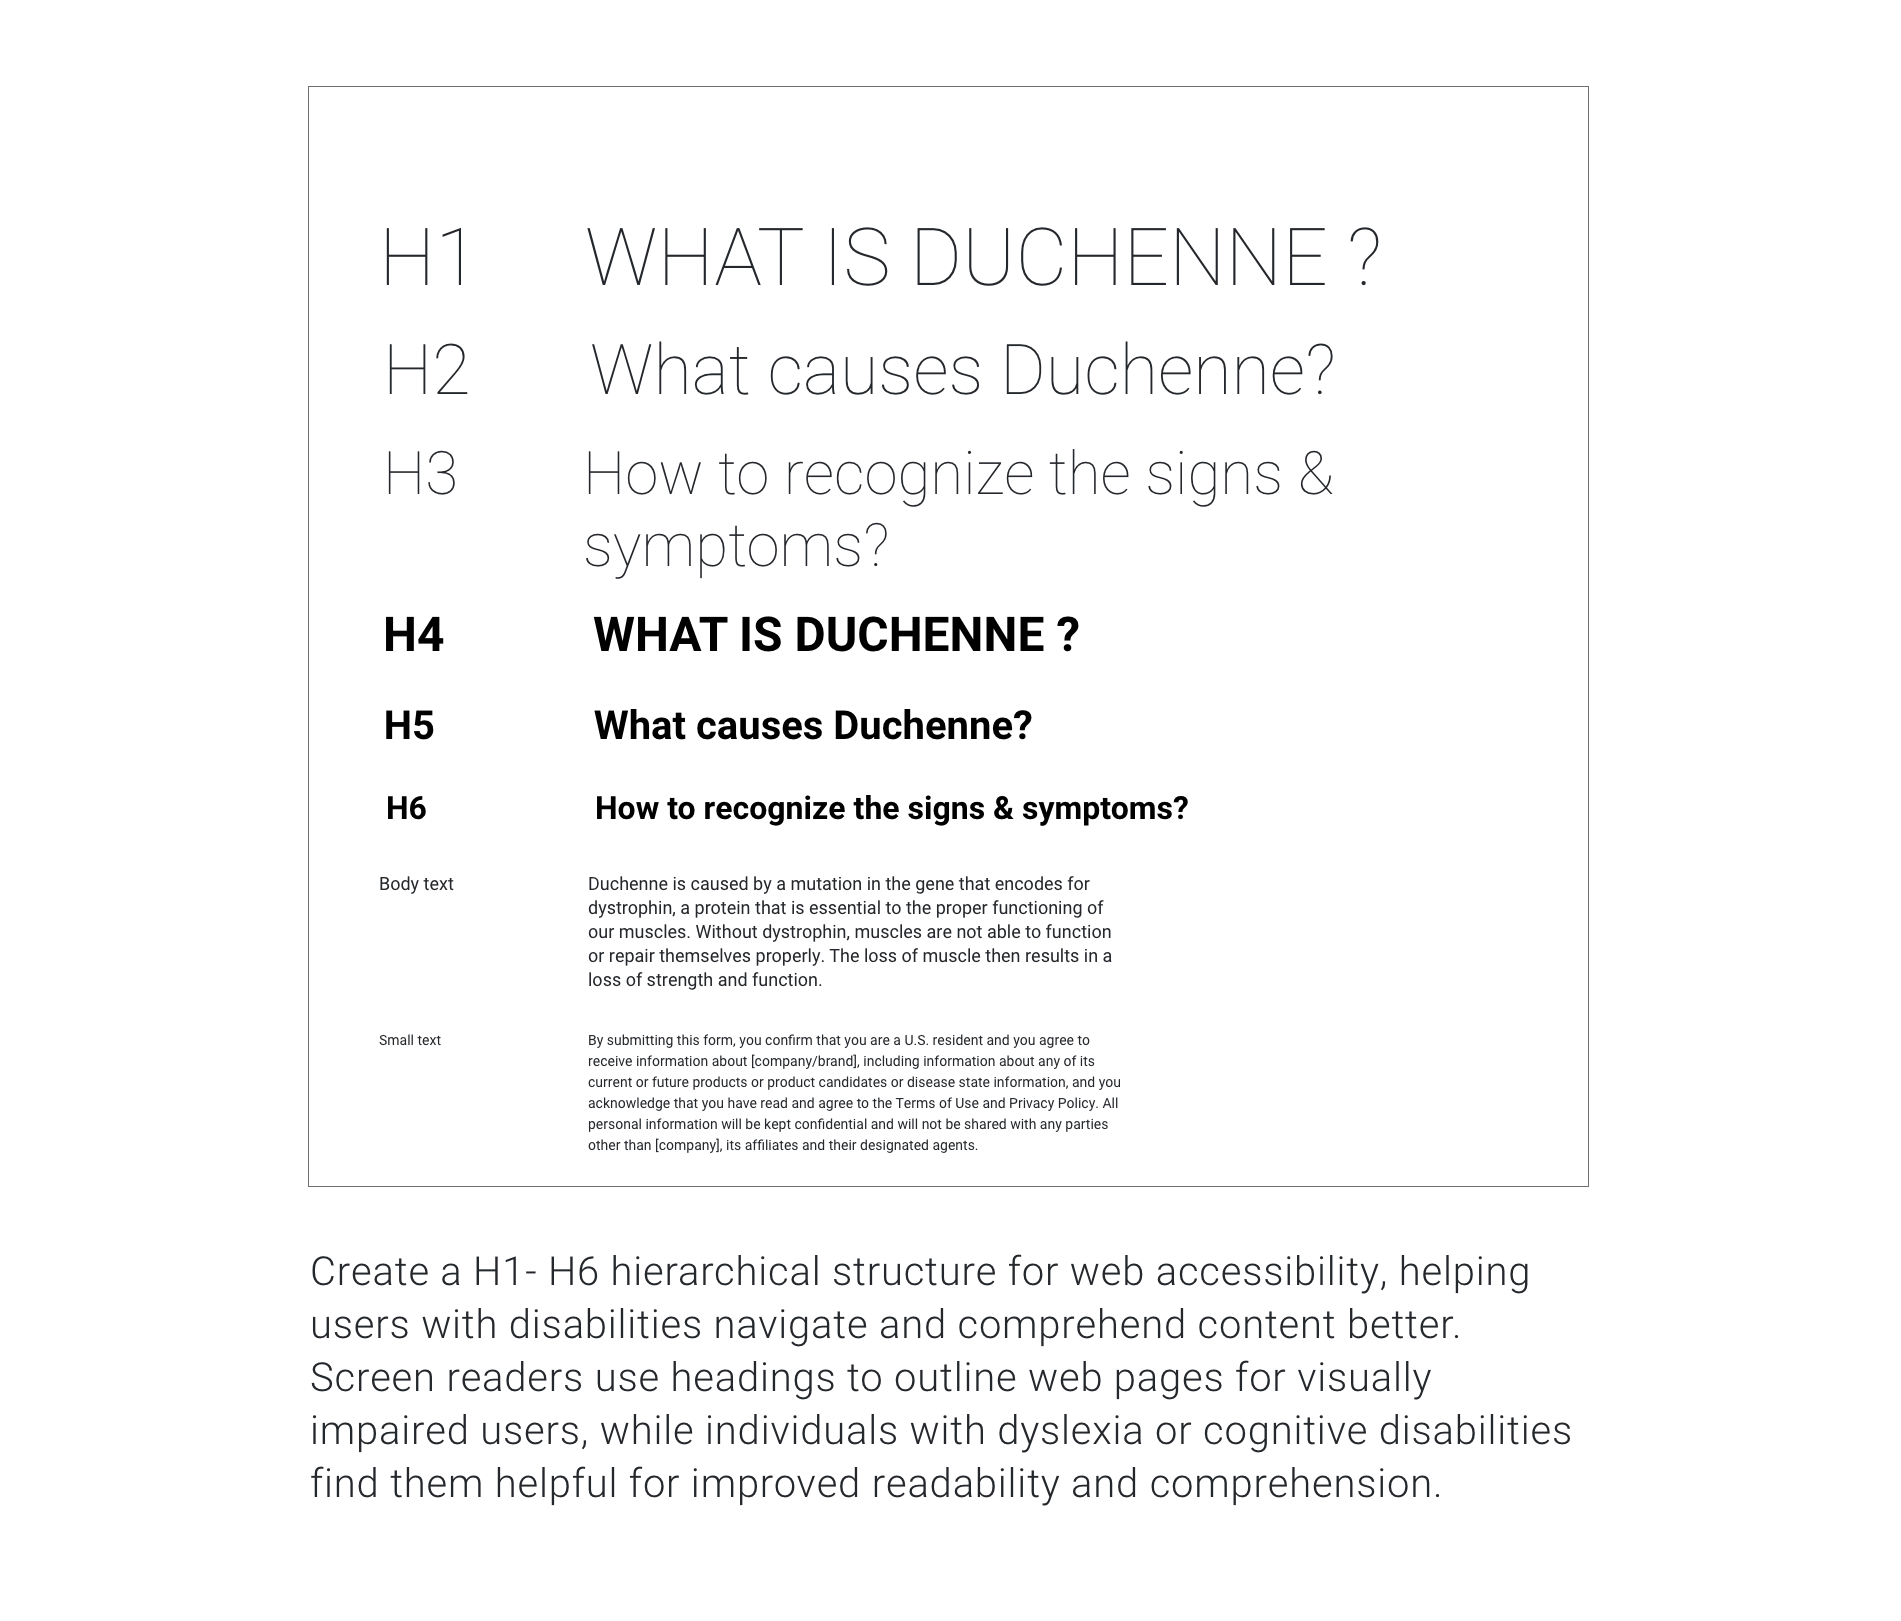 H1 WHAT IS DUCHENNE ?
H2 What causes Duchenne?
H3 How to recognize the signs &
symptoms?
H4 WHAT IS DUCHENNE ?
H5 What causes Duchenne?
H6 How to recognize the signs & symptoms?
Body text Duchenne is caused by a mutation in the gene that encodes for
dystrophin, a protein that is essential to the proper functioning of
our muscles. Without dystrophin, muscles are not able to function
or repair themselves properly. The loss of muscle then results in a
loss of strength and function.
Small text By submitting this form, you confirm that you are a U.S. resident and you agree to
receive information about [company/brand], including information about any of its
current or future products or product candidates or disease state information, and you
acknowledge that you have read and agree to the Terms of Use and Privacy Policy. All
personal information will be kept confidential and will not be shared with any parties
other than [company], its affiliates and their designated agents.
Create a H1- H6 hierarchical structure for web accessibility, helping
users with disabilities navigate and comprehend content better.
Screen readers use headings to outline web pages for visually
impaired users, while individuals with dyslexia or cognitive disabilities
find them helpful for improved readability and comprehension.